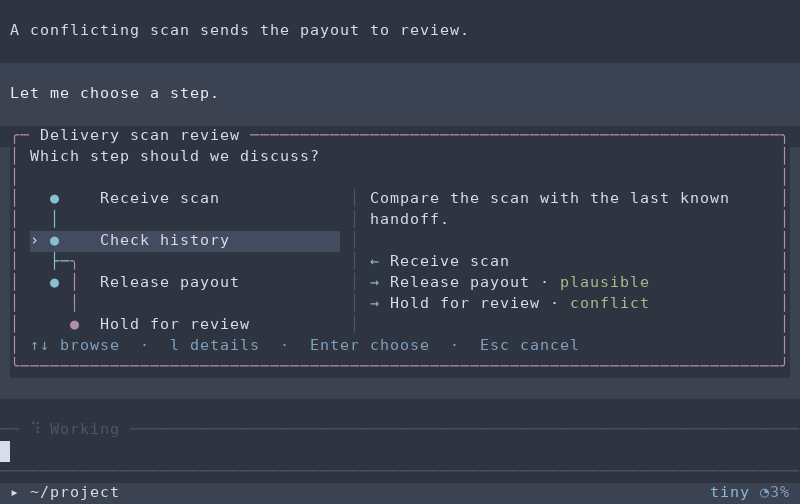 A conflicting scan sends the payout to review.
Let me choose a step.
Delivery scan review
Which step should we discuss?
Receive scan
› Check history
Release payout
Hold for review
Compare the scan with the last known
handoff.
← Receive scan
→ Release payout · plausible
→ Hold for review · conflict
↑↓ browse · l details · Enter choose · Esc cancel
Working
▸ ~/project
tiny ◔3%